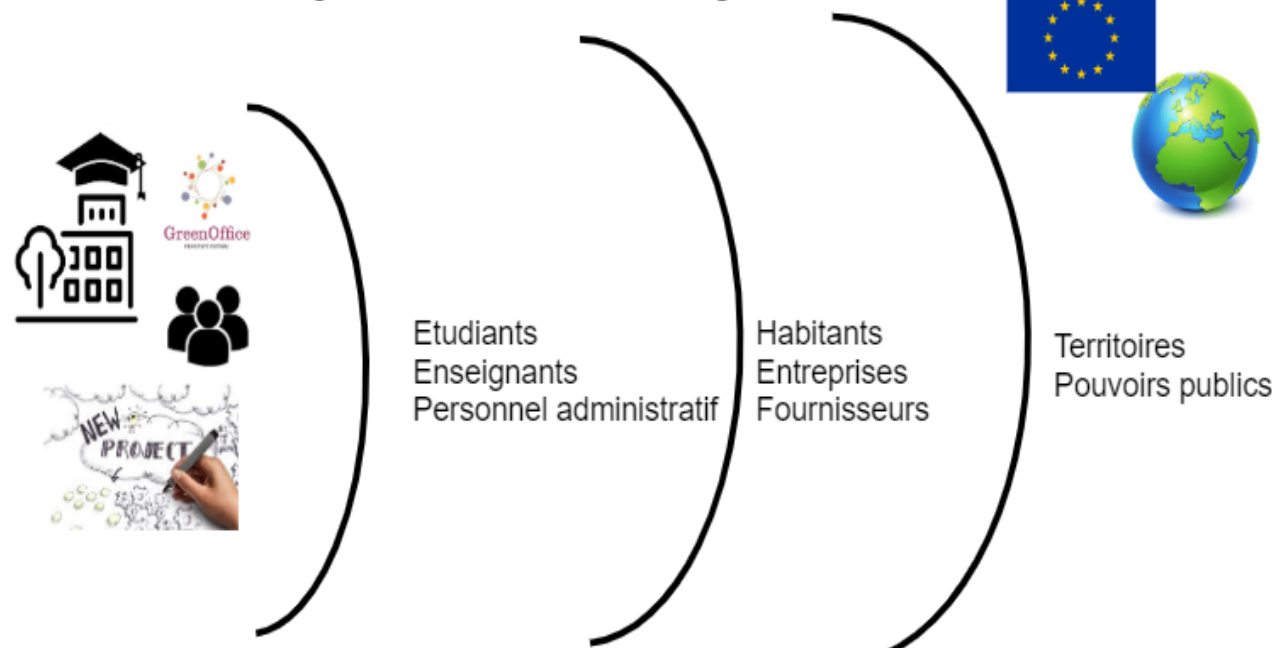 GreenOffice
NEW
PROJECT
Etudiants
Enseignants
Personnel administratif
Habitants
Entreprises
Fournisseurs
Territoires
Pouvoirs publics